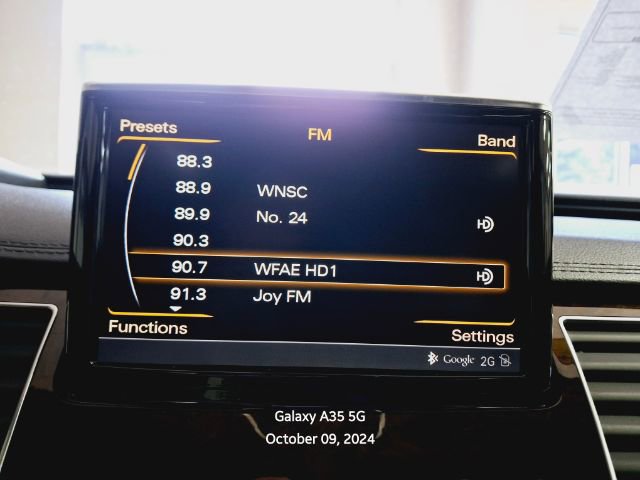 Presets FM Band
88.3
88.9 WNSC
89.9 No. 24 HD
90.3
90.7 WFAE HD1 HD
91.3 Joy FM
Functions Settings
Google 2G
Galaxy A35 5G
October 09, 2024